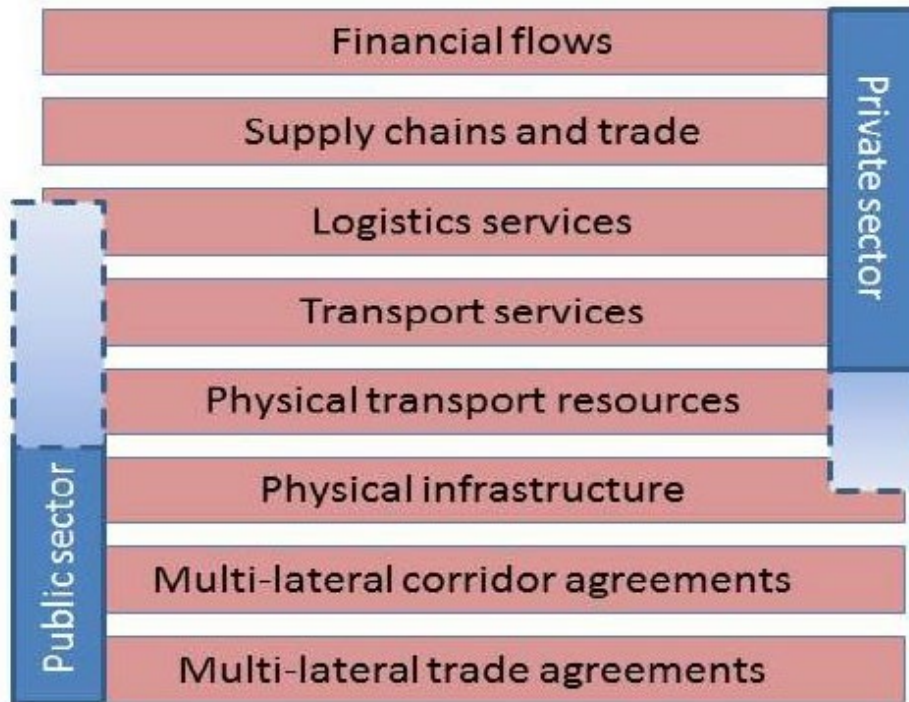 Financial flows
Supply chains and trade
Logistics services
Transport services
Physical transport resources
Physical infrastructure
Multi-lateral corridor agreements
Multi-lateral trade agreements
Private sector
Public sector